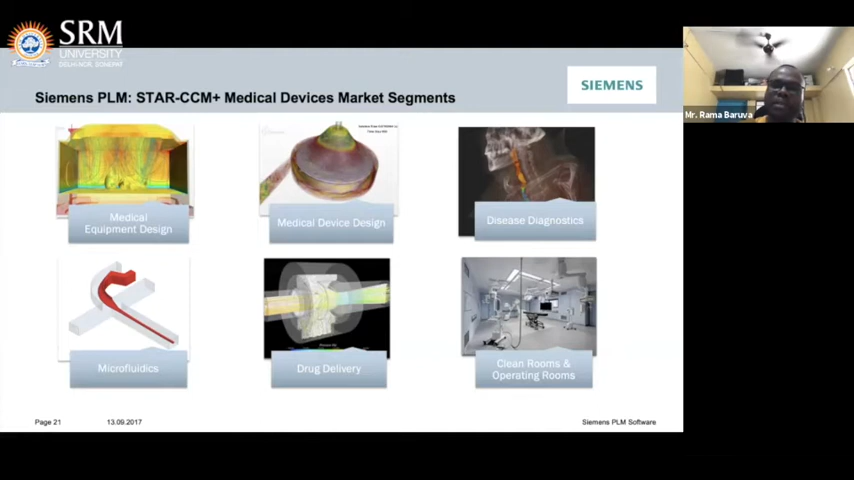 SRM
UNIVERSITY
DELHI-NCR, SONEPAT
SIEMENS
Siemens PLM: STAR-CCM+ Medical Devices Market Segments
Mr. Rama Baruva
Medical
Equipment Design
Medical Device Design
Disease Diagnostics
Microfluidics
Drug Delivery
Clean Rooms &
Operating Rooms
Page 21
13.09.2017
Siemens PLM Software